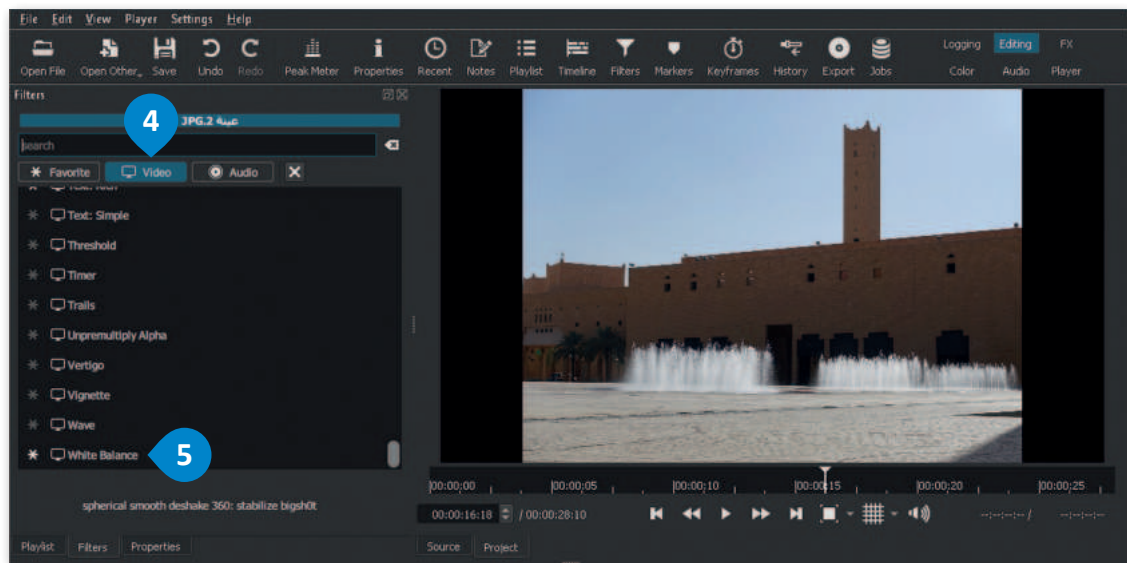 File Edit View Player Settings Help
Open File Open Other.. Save Undo Redo Peak Meter Properties Recent Notes Playlist Timeline Filters Markers Keyframes History Export Jobs
Logging Editing FX
Color Audio Player
Filters
عينة 2.JPG
4
search
Favorite Video Audio
Text: Simple
Threshold
Timer
Trails
Unpremultiply Alpha
Vertigo
Vignette
Wave
White Balance
5
spherical smooth deshake 360: stabilize bigsh0t
Playlist Filters Properties
00:00:00 00:00:05 00:00:10 00:00:15 00:00:20 00:00:25
00:00:16:18 / 00:00:28:10 --:--:--:-- / --:--:--:--
Source Project